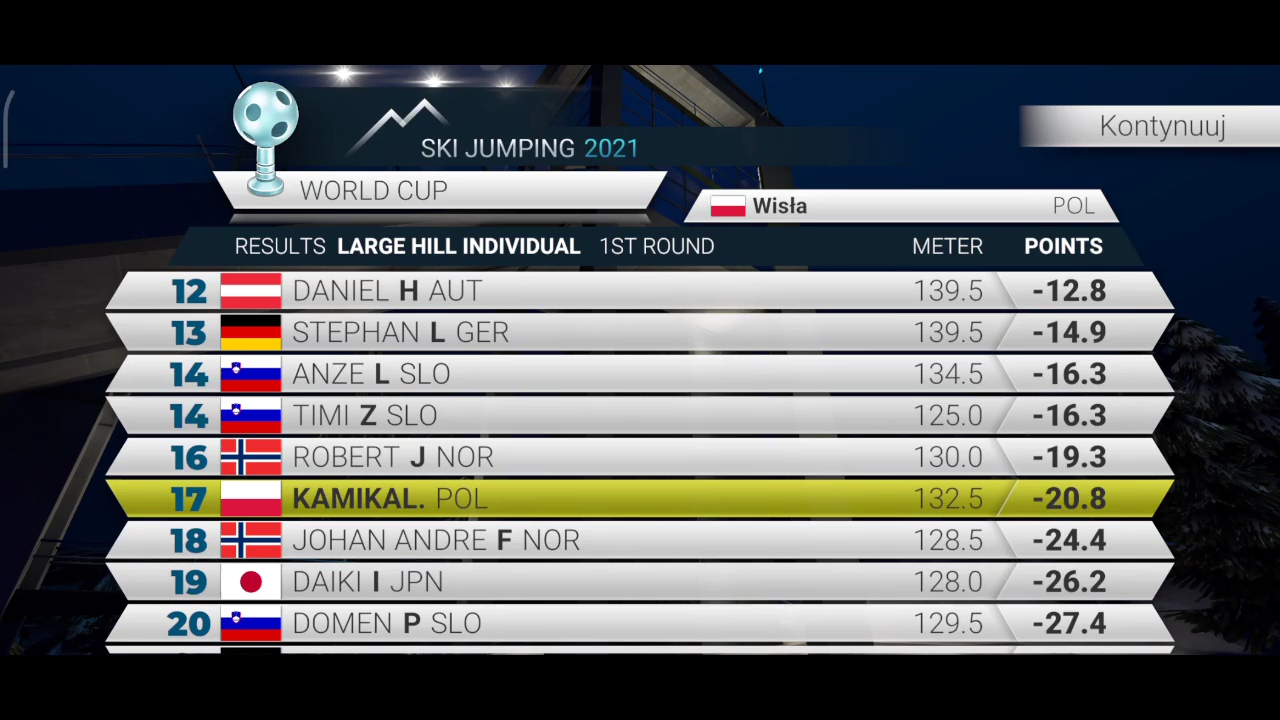 SKI JUMPING 2021
Kontynuuj
WORLD CUP
Wisła POL
RESULTS LARGE HILL INDIVIDUAL 1ST ROUND METER POINTS
12 DANIEL H AUT 139.5 -12.8
13 STEPHAN L GER 139.5 -14.9
14 ANZE L SLO 134.5 -16.3
14 TIMI Z SLO 125.0 -16.3
16 ROBERT J NOR 130.0 -19.3
17 KAMIKAL. POL 132.5 -20.8
18 JOHAN ANDRE F NOR 128.5 -24.4
19 DAIKI I JPN 128.0 -26.2
20 DOMEN P SLO 129.5 -27.4